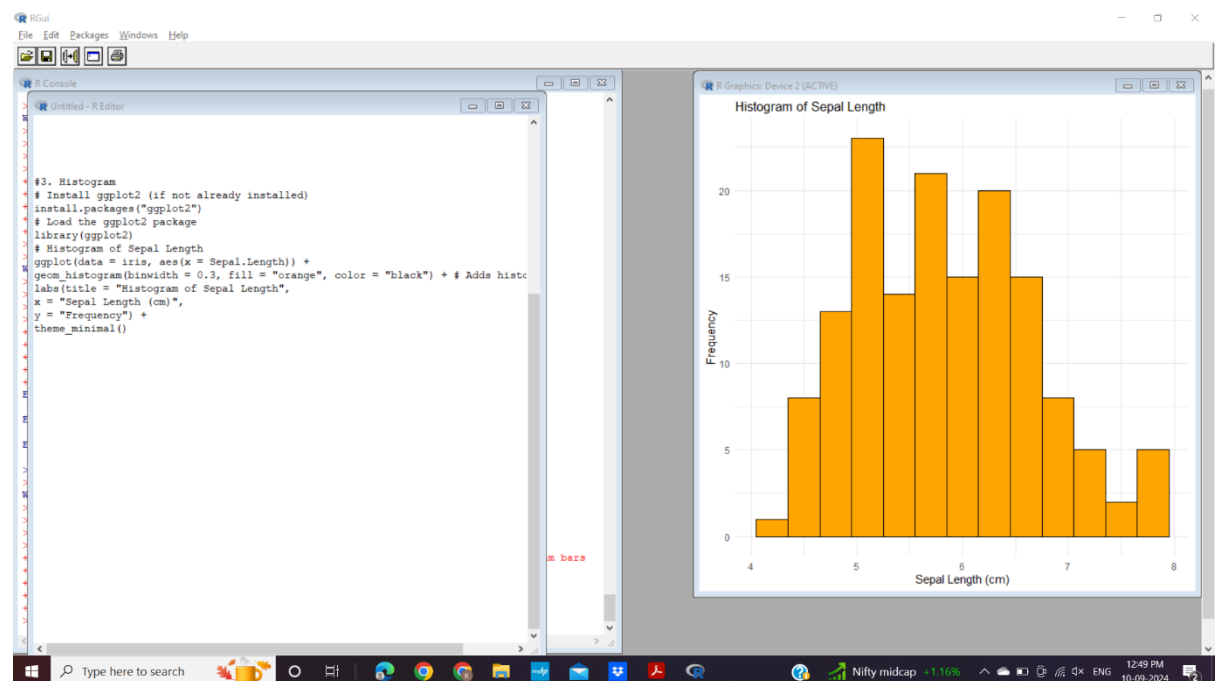 RGui
File Edit Packages Windows Help
R Console
Untitled - R Editor
#3. Histogram
# Install ggplot2 (if not already installed)
install.packages("ggplot2")
# Load the ggplot2 package
library(ggplot2)
# Histogram of Sepal Length
ggplot(data = iris, aes(x = Sepal.Length)) +
geom_histogram(binwidth = 0.3, fill = "orange", color = "black") + # Adds histo
labs(title = "Histogram of Sepal Length",
x = "Sepal Length (cm)",
y = "Frequency") +
theme_minimal()
m bars
R Graphics: Device 2 (ACTIVE)
Histogram of Sepal Length
Frequency
20
15
10
5
0
4 5 6 7 8
Sepal Length (cm)
Type here to search
Nifty midcap +1.16%
ENG
12:49 PM
10-09-2024